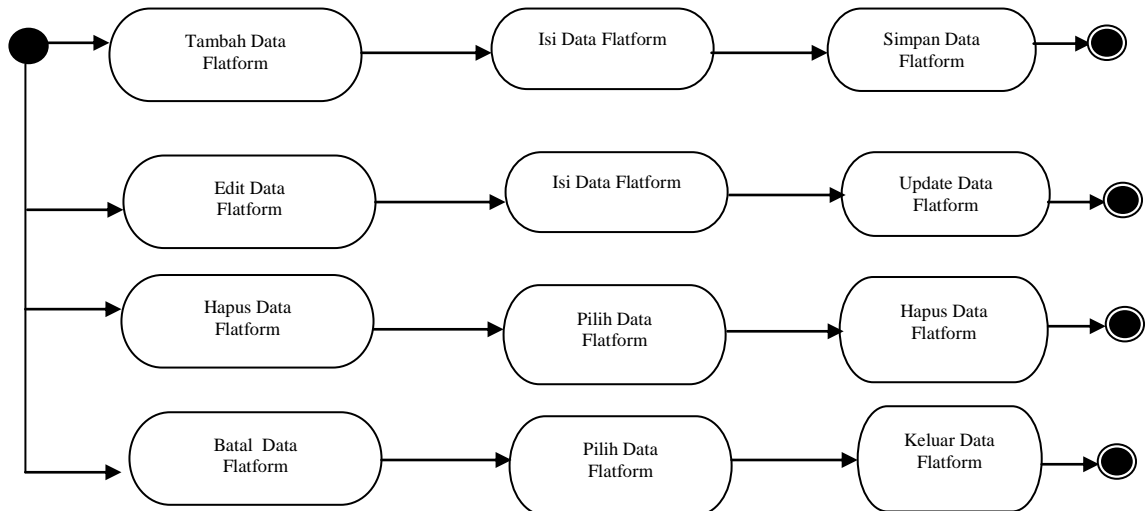 Tambah Data
Flatform
Isi Data Flatform
Simpan Data
Flatform
Edit Data
Flatform
Isi Data Flatform
Update Data
Flatform
Hapus Data
Flatform
Pilih Data
Flatform
Hapus Data
Flatform
Batal Data
Flatform
Pilih Data
Flatform
Keluar Data
Flatform